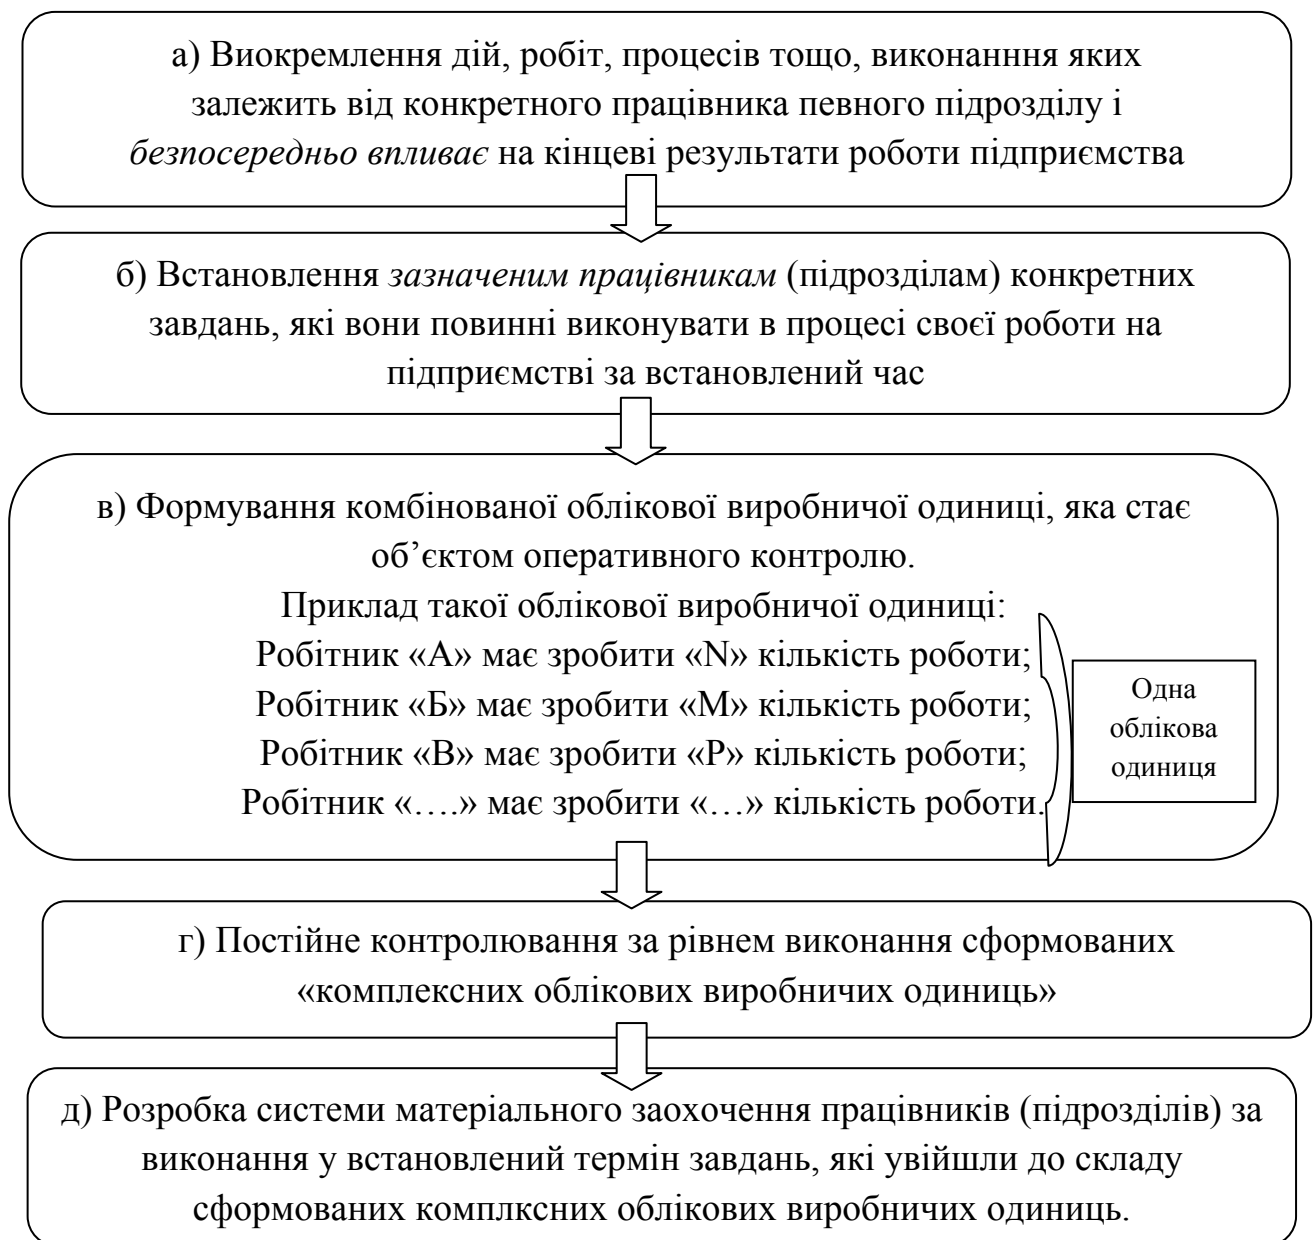 а) Виокремлення дій, робіт, процесів тощо, виконанння яких
залежить від конкретного працівника певного підрозділу і
безпосередньо впливає на кінцеві результати роботи підприємства
б) Встановлення зазначеним працівникам (підрозділам) конкретних
завдань, які вони повинні виконувати в процесі своєї роботи на
підприємстві за встановлений час
в) Формування комбінованої облікової виробничої одиниці, яка стає
об’єктом оперативного контролю.
Приклад такої облікової виробничої одиниці:
Робітник «А» має зробити «N» кількість роботи;
Робітник «Б» має зробити «М» кількість роботи;
Робітник «В» має зробити «Р» кількість роботи;
Робітник «….» має зробити «…» кількість роботи.
Одна
облікова
одиниця
г) Постійне контролювання за рівнем виконання сформованих
«комплексних облікових виробничих одиниць»
д) Розробка системи матеріального заохочення працівників (підрозділів) за
виконання у встановлений термін завдань, які увійшли до складу
сформованих комплксних облікових виробничих одиниць.